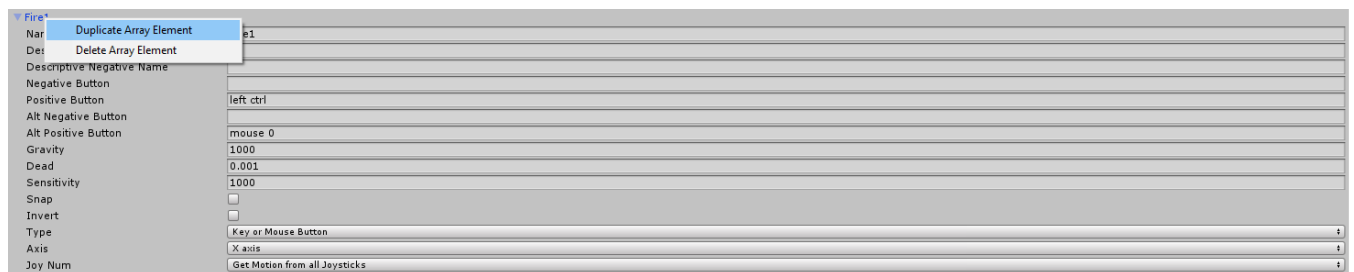 Fire1
Duplicate Array Element
Delete Array Element
Descriptive Negative Name
Negative Button
Positive Button left ctrl
Alt Negative Button
Alt Positive Button mouse 0
Gravity 1000
Dead 0.001
Sensitivity 1000
Snap
Invert
Type Key or Mouse Button
Axis X axis
Joy Num Get Motion from all Joysticks